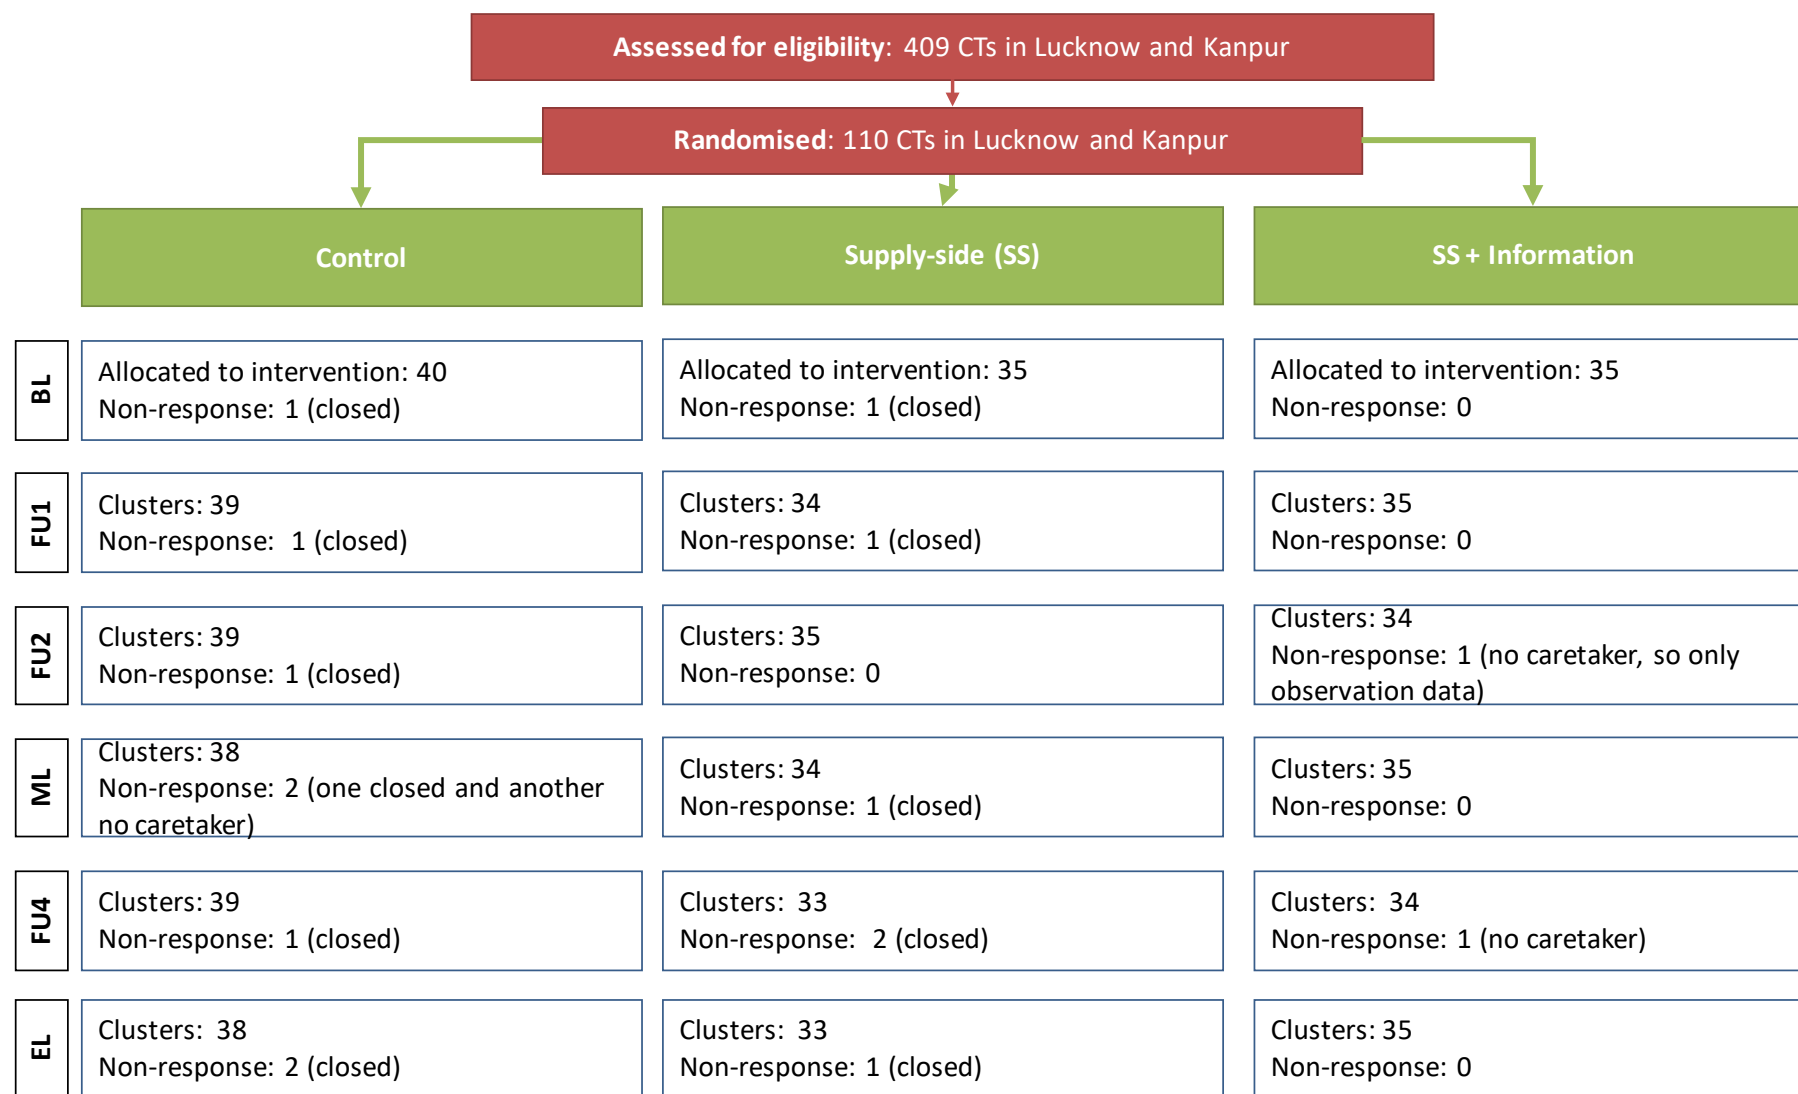 Assessed for eligibility: 409 CTs in Lucknow and Kanpur
Randomised: 110 CTs in Lucknow and Kanpur
Control
Supply-side (SS)
SS + Information
BL
Allocated to intervention: 40
Non-response: 1 (closed)
Allocated to intervention: 35
Non-response: 1 (closed)
Allocated to intervention: 35
Non-response: 0
FU1
Clusters: 39
Non-response: 1 (closed)
Clusters: 34
Non-response: 1 (closed)
Clusters: 35
Non-response: 0
FU2
Clusters: 39
Non-response: 1 (closed)
Clusters: 35
Non-response: 0
Clusters: 34
Non-response: 1 (no caretaker, so only
observation data)
ML
Clusters: 38
Non-response: 2 (one closed and another
no caretaker)
Clusters: 34
Non-response: 1 (closed)
Clusters: 35
Non-response: 0
FU4
Clusters: 39
Non-response: 1 (closed)
Clusters: 33
Non-response: 2 (closed)
Clusters: 34
Non-response: 1 (no caretaker)
EL
Clusters: 38
Non-response: 2 (closed)
Clusters: 33
Non-response: 1 (closed)
Clusters: 35
Non-response: 0